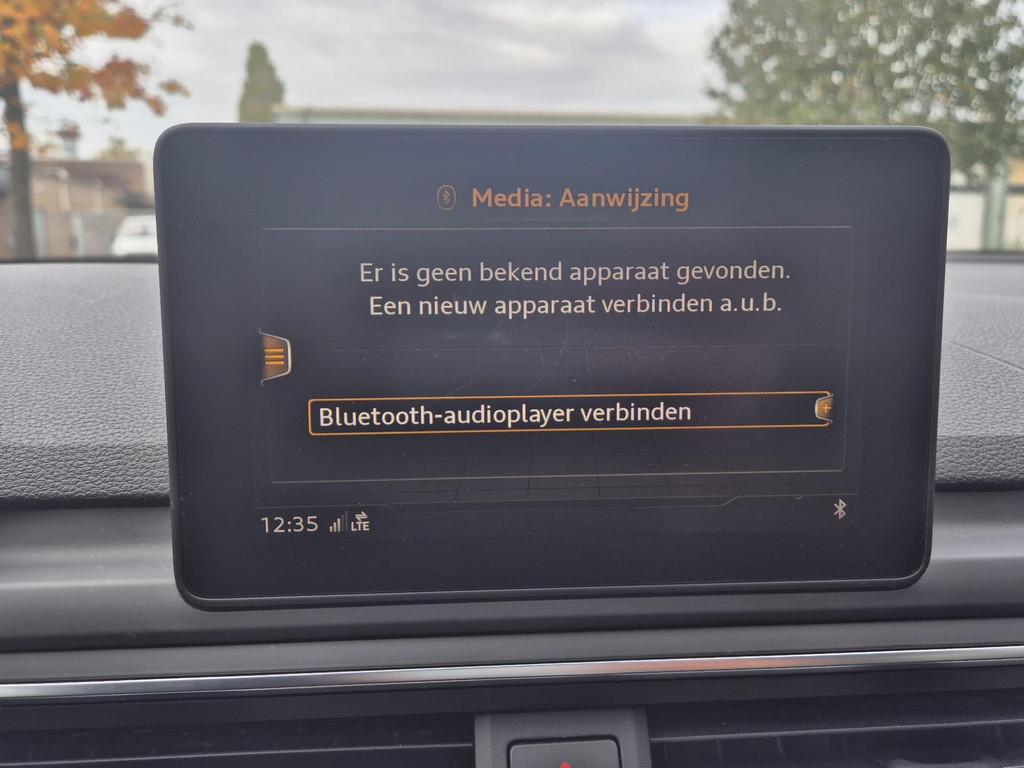 Media: Aanwijzing
Er is geen bekend apparaat gevonden.
Een nieuw apparaat verbinden a.u.b.
Bluetooth-audioplayer verbinden
12:35 LTE